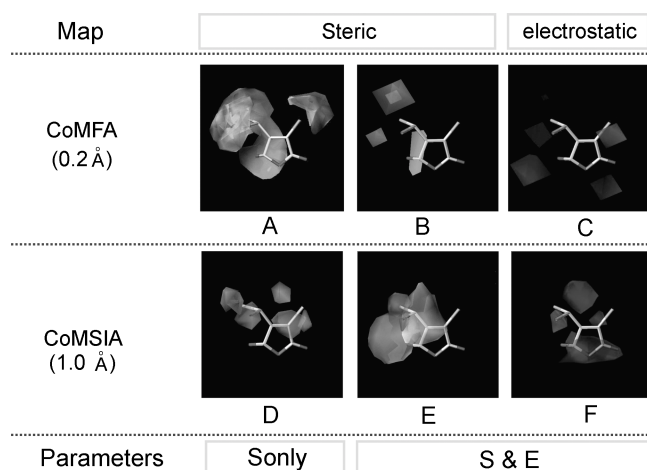 Map Steric electrostatic
CoMFA
(0.2 Å)
A B C
CoMSIA
(1.0 Å)
D E F
Parameters Sonly S & E